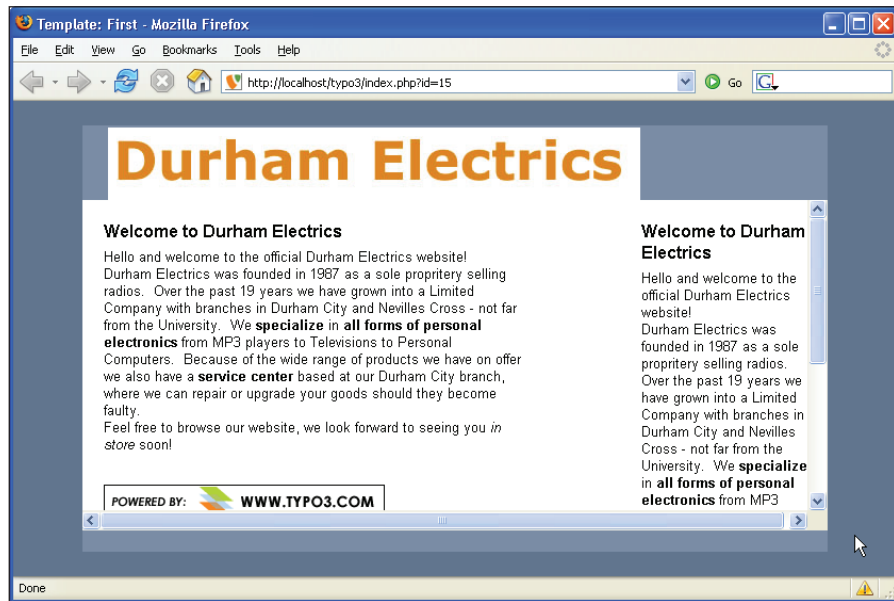 Template: First - Mozilla Firefox
File Edit View Go Bookmarks Tools Help
http://localhost/typo3/index.php?id=15
Go
G
Durham Electrics
Welcome to Durham Electrics
Hello and welcome to the official Durham Electrics website!
Durham Electrics was founded in 1987 as a sole propritery selling
radios. Over the past 19 years we have grown into a Limited
Company with branches in Durham City and Nevilles Cross - not far
from the University. We specialize in all forms of personal
electronics from MP3 players to Televisions to Personal
Computers. Because of the wide range of products we have on offer
we also have a service center based at our Durham City branch,
where we can repair or upgrade your goods should they become
faulty.
Feel free to browse our website, we look forward to seeing you in
store soon!
POWERED BY: WWW.TYPO3.COM
Welcome to Durham
Electrics
Hello and welcome to the
official Durham Electrics
website!
Durham Electrics was
founded in 1987 as a sole
propritery selling radios.
Over the past 19 years we
have grown into a Limited
Company with branches in
Durham City and Nevilles
Cross - not far from the
University. We specialize
in all forms of personal
electronics from MP3
Done